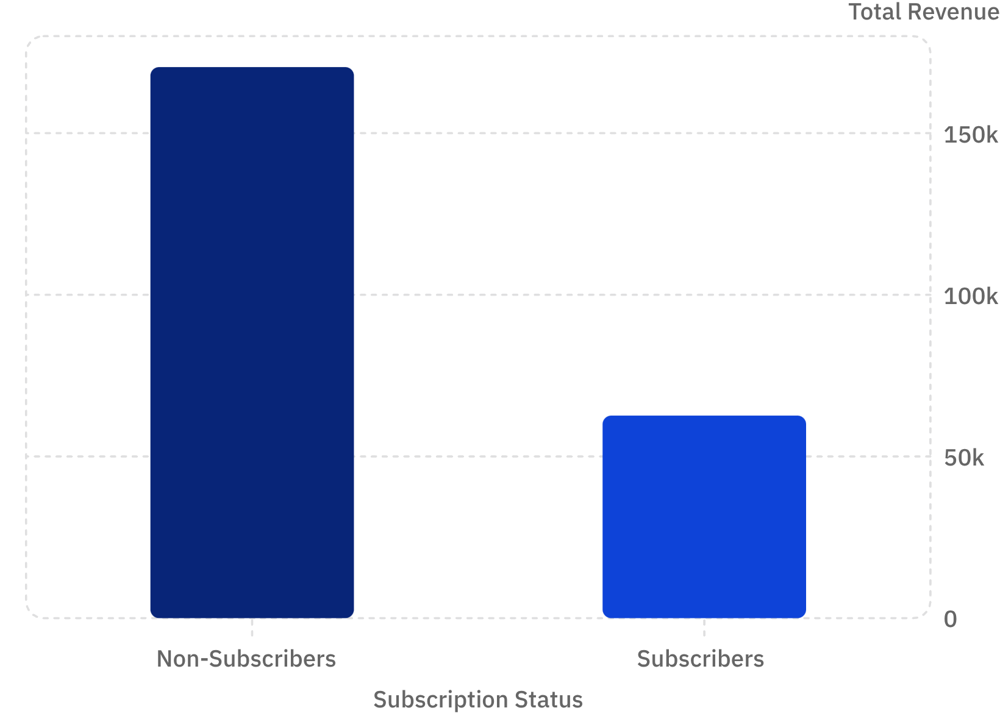 Total Revenue
150k
100k
50k
0
Non-Subscribers
Subscribers
Subscription Status